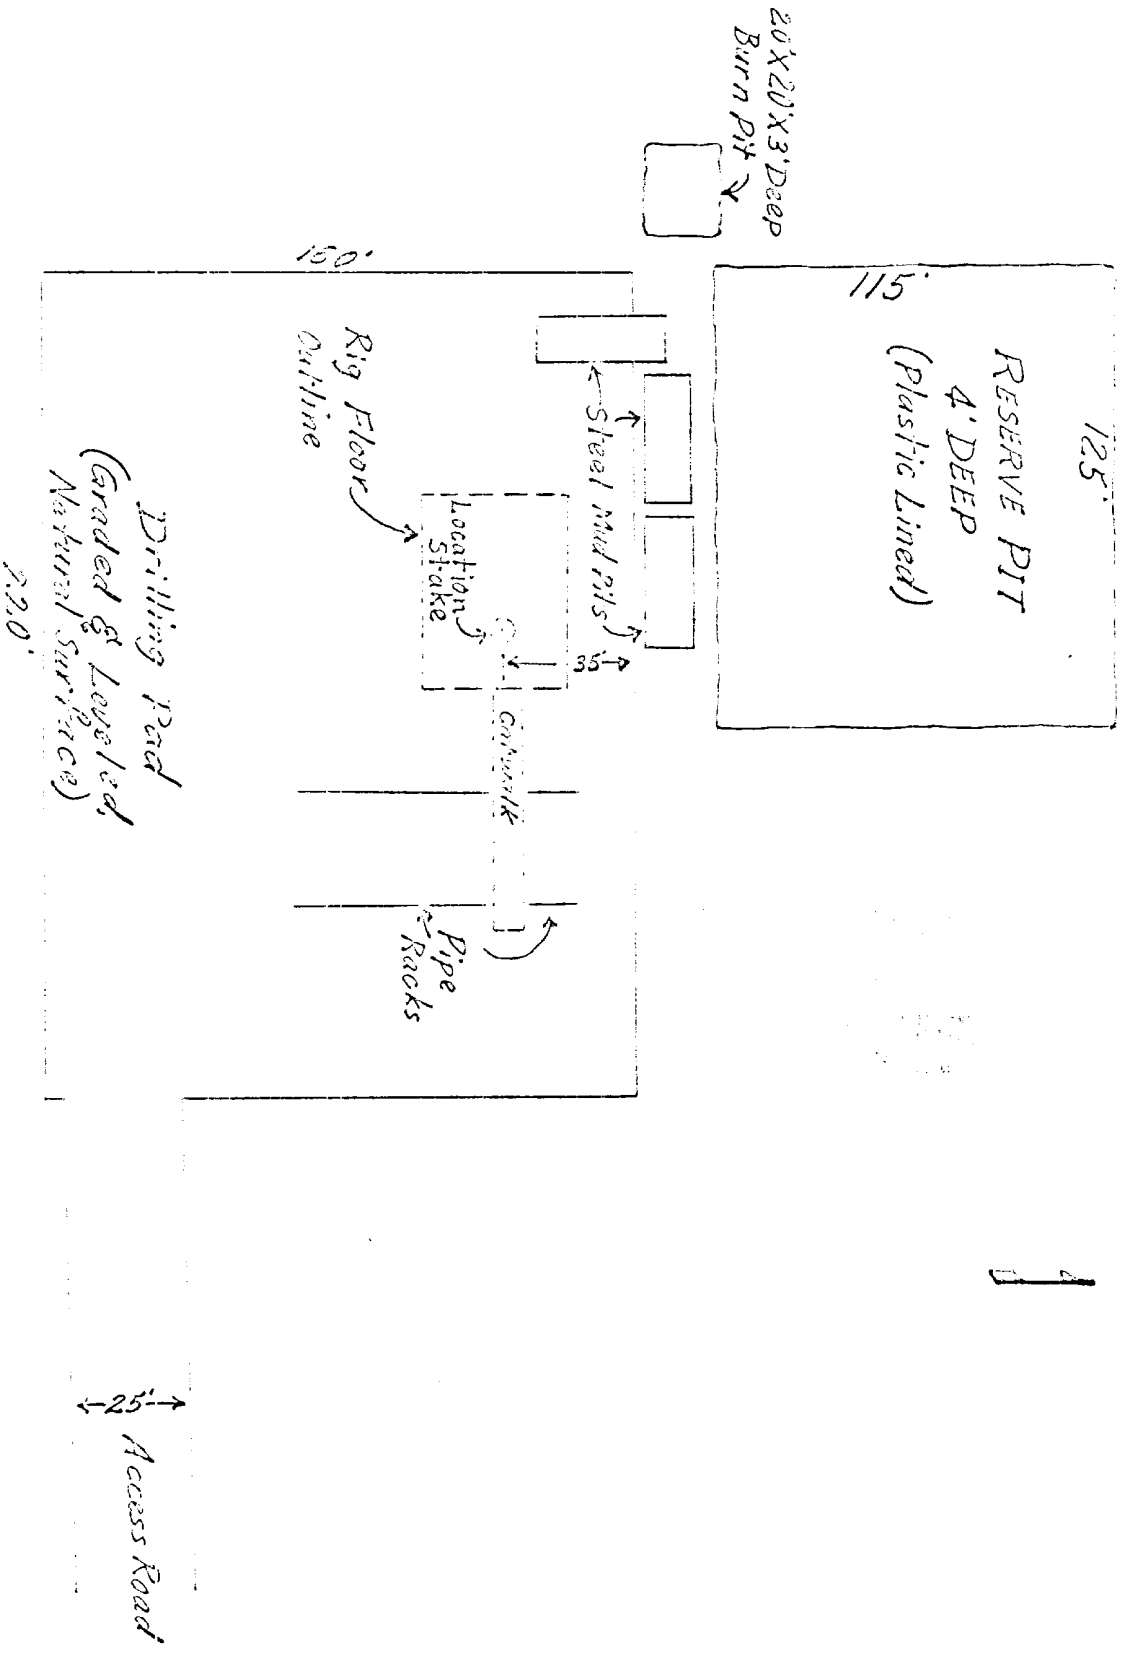 125'
RESERVE PIT
4' DEEP
(Plastic Lined)
115'
20'X20'X3' Deep
Burn Pit
Steel Mud Pits
35'
Location
Stake
Catwalk
Rig Floor
Outline
Pipe
Racks
150'
Drilling Pad
(Graded & Leveled
Natural Surface)
220'
25'
Access Road